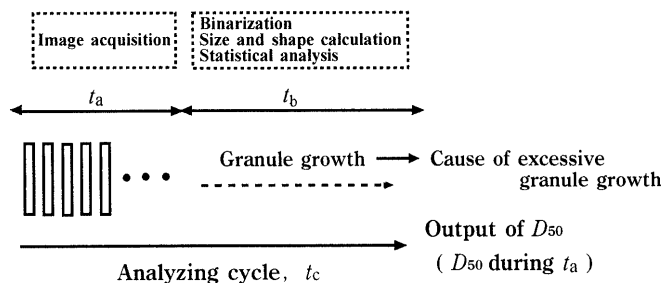 Image acquisition
Binarization
Size and shape calculation
Statistical analysis
ta
tb
Granule growth
Cause of excessive
granule growth
Output of D50
( D50 during ta )
Analyzing cycle, tc